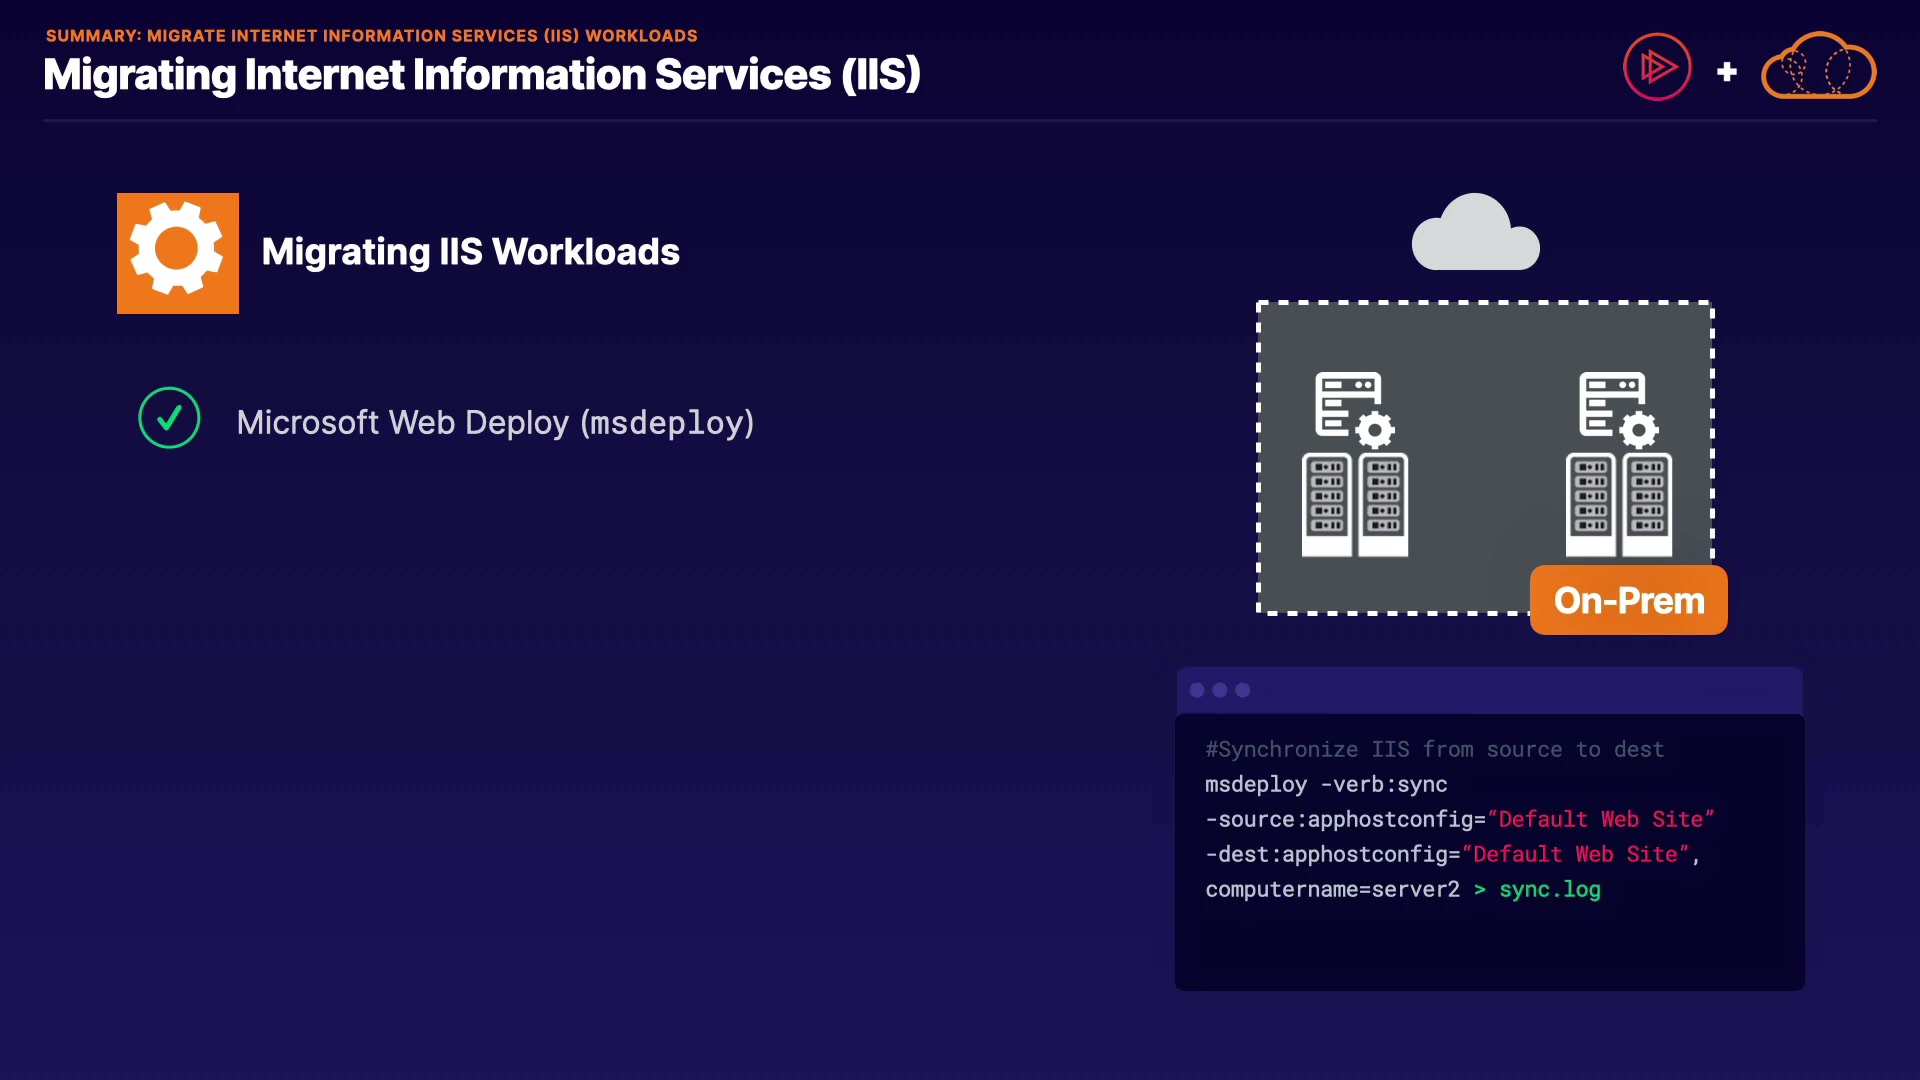 SUMMARY: MIGRATE INTERNET INFORMATION SERVICES (IIS) WORKLOADS
Migrating Internet Information Services (IIS)
Migrating IIS Workloads
Microsoft Web Deploy (msdeploy)
On-Prem
#Synchronize IIS from source to dest
msdeploy -verb:sync
-source:apphostconfig=“Default Web Site”
-dest:apphostconfig=“Default Web Site”,
computername=server2 > sync.log